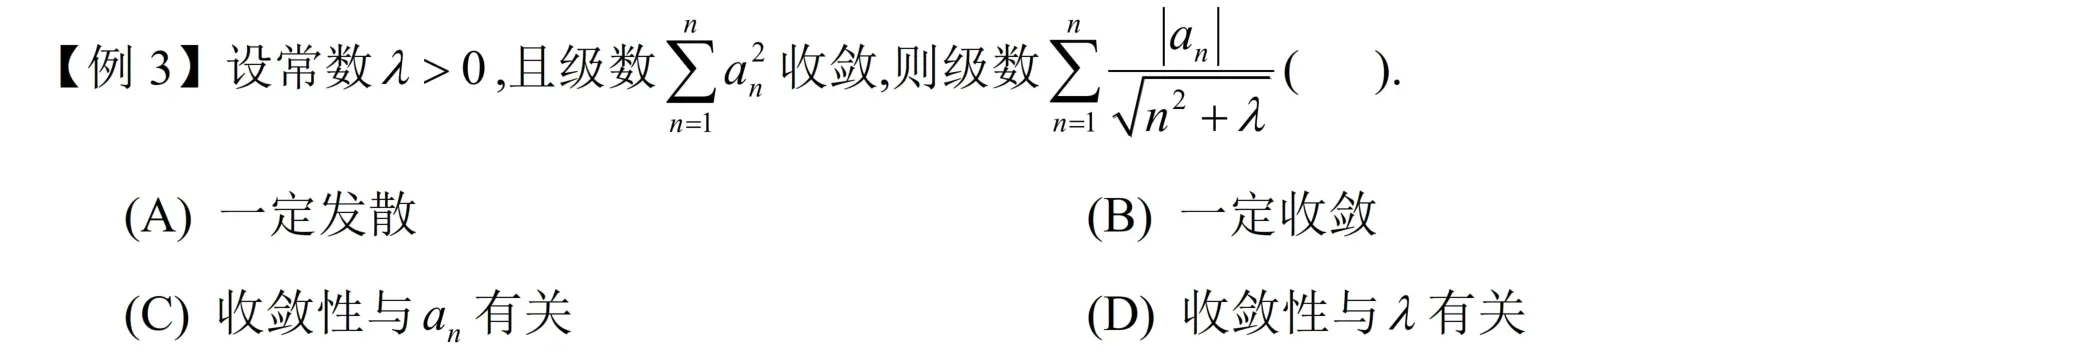 【例 3】设常数 λ > 0 ,且级数 \sum_{n=1}^{n} a_n^2 收敛,则级数 \sum_{n=1}^{n} \frac{|a_n|}{\sqrt{n^2 + λ}} (    ).
(A) 一定发散 (B) 一定收敛
(C) 收敛性与 a_n 有关 (D) 收敛性与 λ 有关